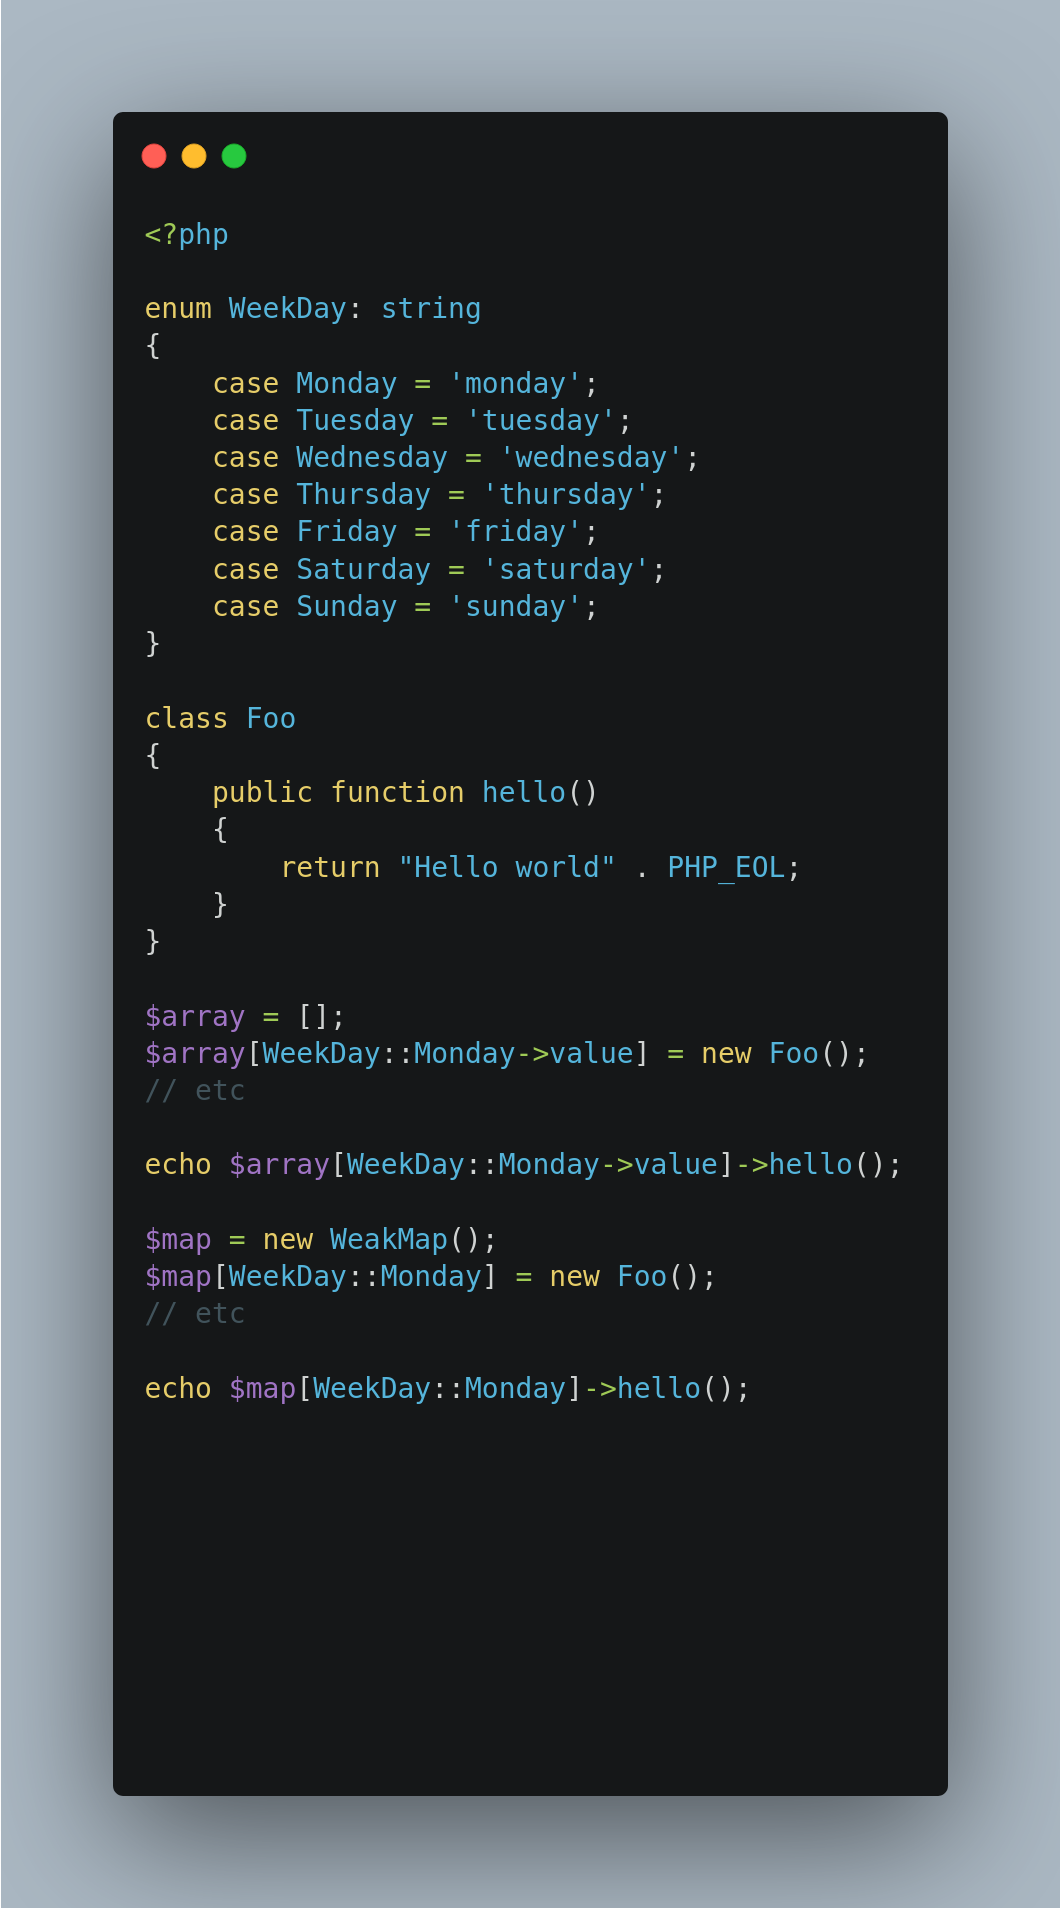 <?php
enum WeekDay: string
{
    case Monday = 'monday';
    case Tuesday = 'tuesday';
    case Wednesday = 'wednesday';
    case Thursday = 'thursday';
    case Friday = 'friday';
    case Saturday = 'saturday';
    case Sunday = 'sunday';
}
class Foo
{
    public function hello()
    {
        return "Hello world" . PHP_EOL;
    }
}
$array = [];
$array[WeekDay::Monday->value] = new Foo();
// etc
echo $array[WeekDay::Monday->value]->hello();
$map = new WeakMap();
$map[WeekDay::Monday] = new Foo();
// etc
echo $map[WeekDay::Monday]->hello();